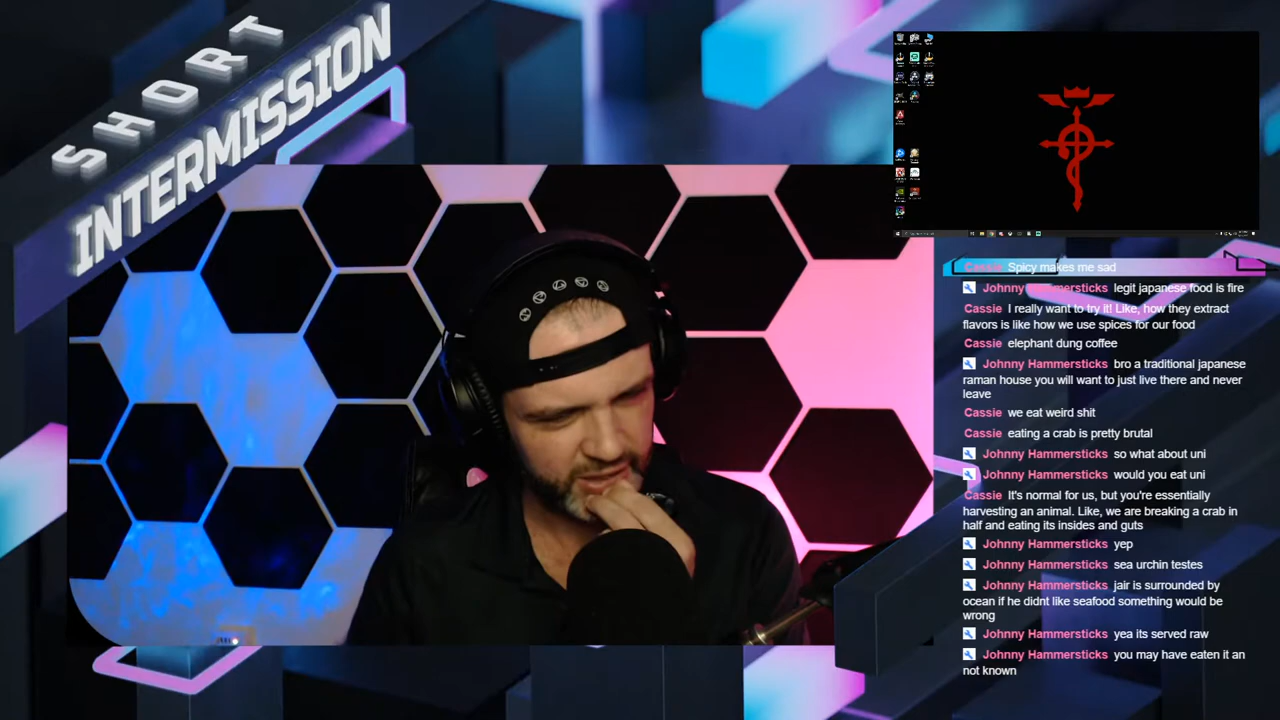 SHORT
INTERMISSION
Cassie Spicy makes me sad
Johnny Hammersticks legit japanese food is fire
Cassie I really want to try it! Like, how they extract
flavors is like how we use spices for our food
Cassie elephant dung coffee
Johnny Hammersticks bro a traditional japanese
raman house you will want to just live there and never
leave
Cassie we eat weird shit
Cassie eating a crab is pretty brutal
Johnny Hammersticks so what about uni
Johnny Hammersticks would you eat uni
Cassie It's normal for us, but you're essentially
harvesting an animal. Like, we are breaking a crab in
half and eating its insides and guts
Johnny Hammersticks yep
Johnny Hammersticks sea urchin testes
Johnny Hammersticks jair is surrounded by
ocean if he didnt like seafood something would be
wrong
Johnny Hammersticks yea its served raw
Johnny Hammersticks you may have eaten it an
not known